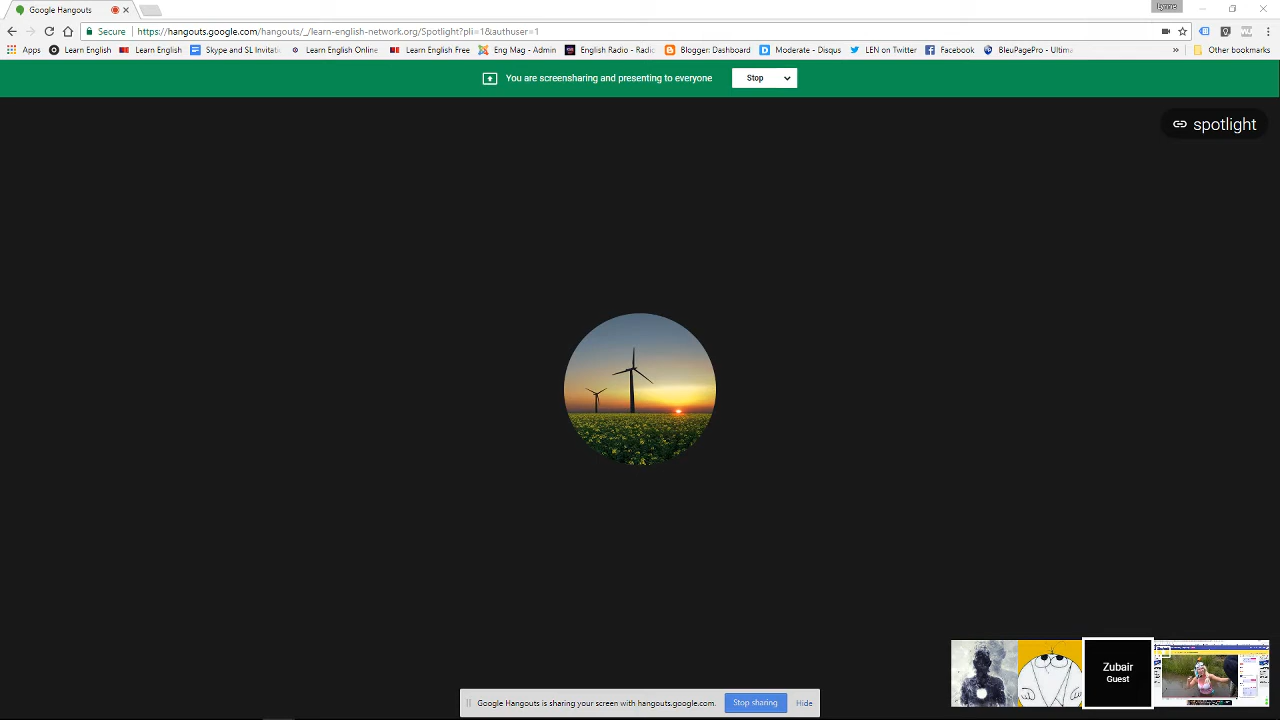 Lynne
Google Hangouts
Secure https://hangouts.google.com/hangouts/_/learn-english-network.org/Spotlight?pli=1&authuser=1
Apps Learn English Learn English Skype and SL Invitati Learn English Online Learn English Free Eng Mag - Admin English Radio - Radio Blogger: Dashboard Moderate - Disqus LEN on Twitter Facebook BeuPagePro - Ultima » Other bookmarks
You are screensharing and presenting to everyone Stop
spotlight
Zubair
Guest
Google Hangouts is sharing your screen with hangouts.google.com. Stop sharing Hide